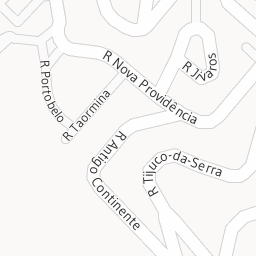 R Nova Providência
R Portobelo
R Taormina
R Antigo Continente
R Tijuco-da-Serra